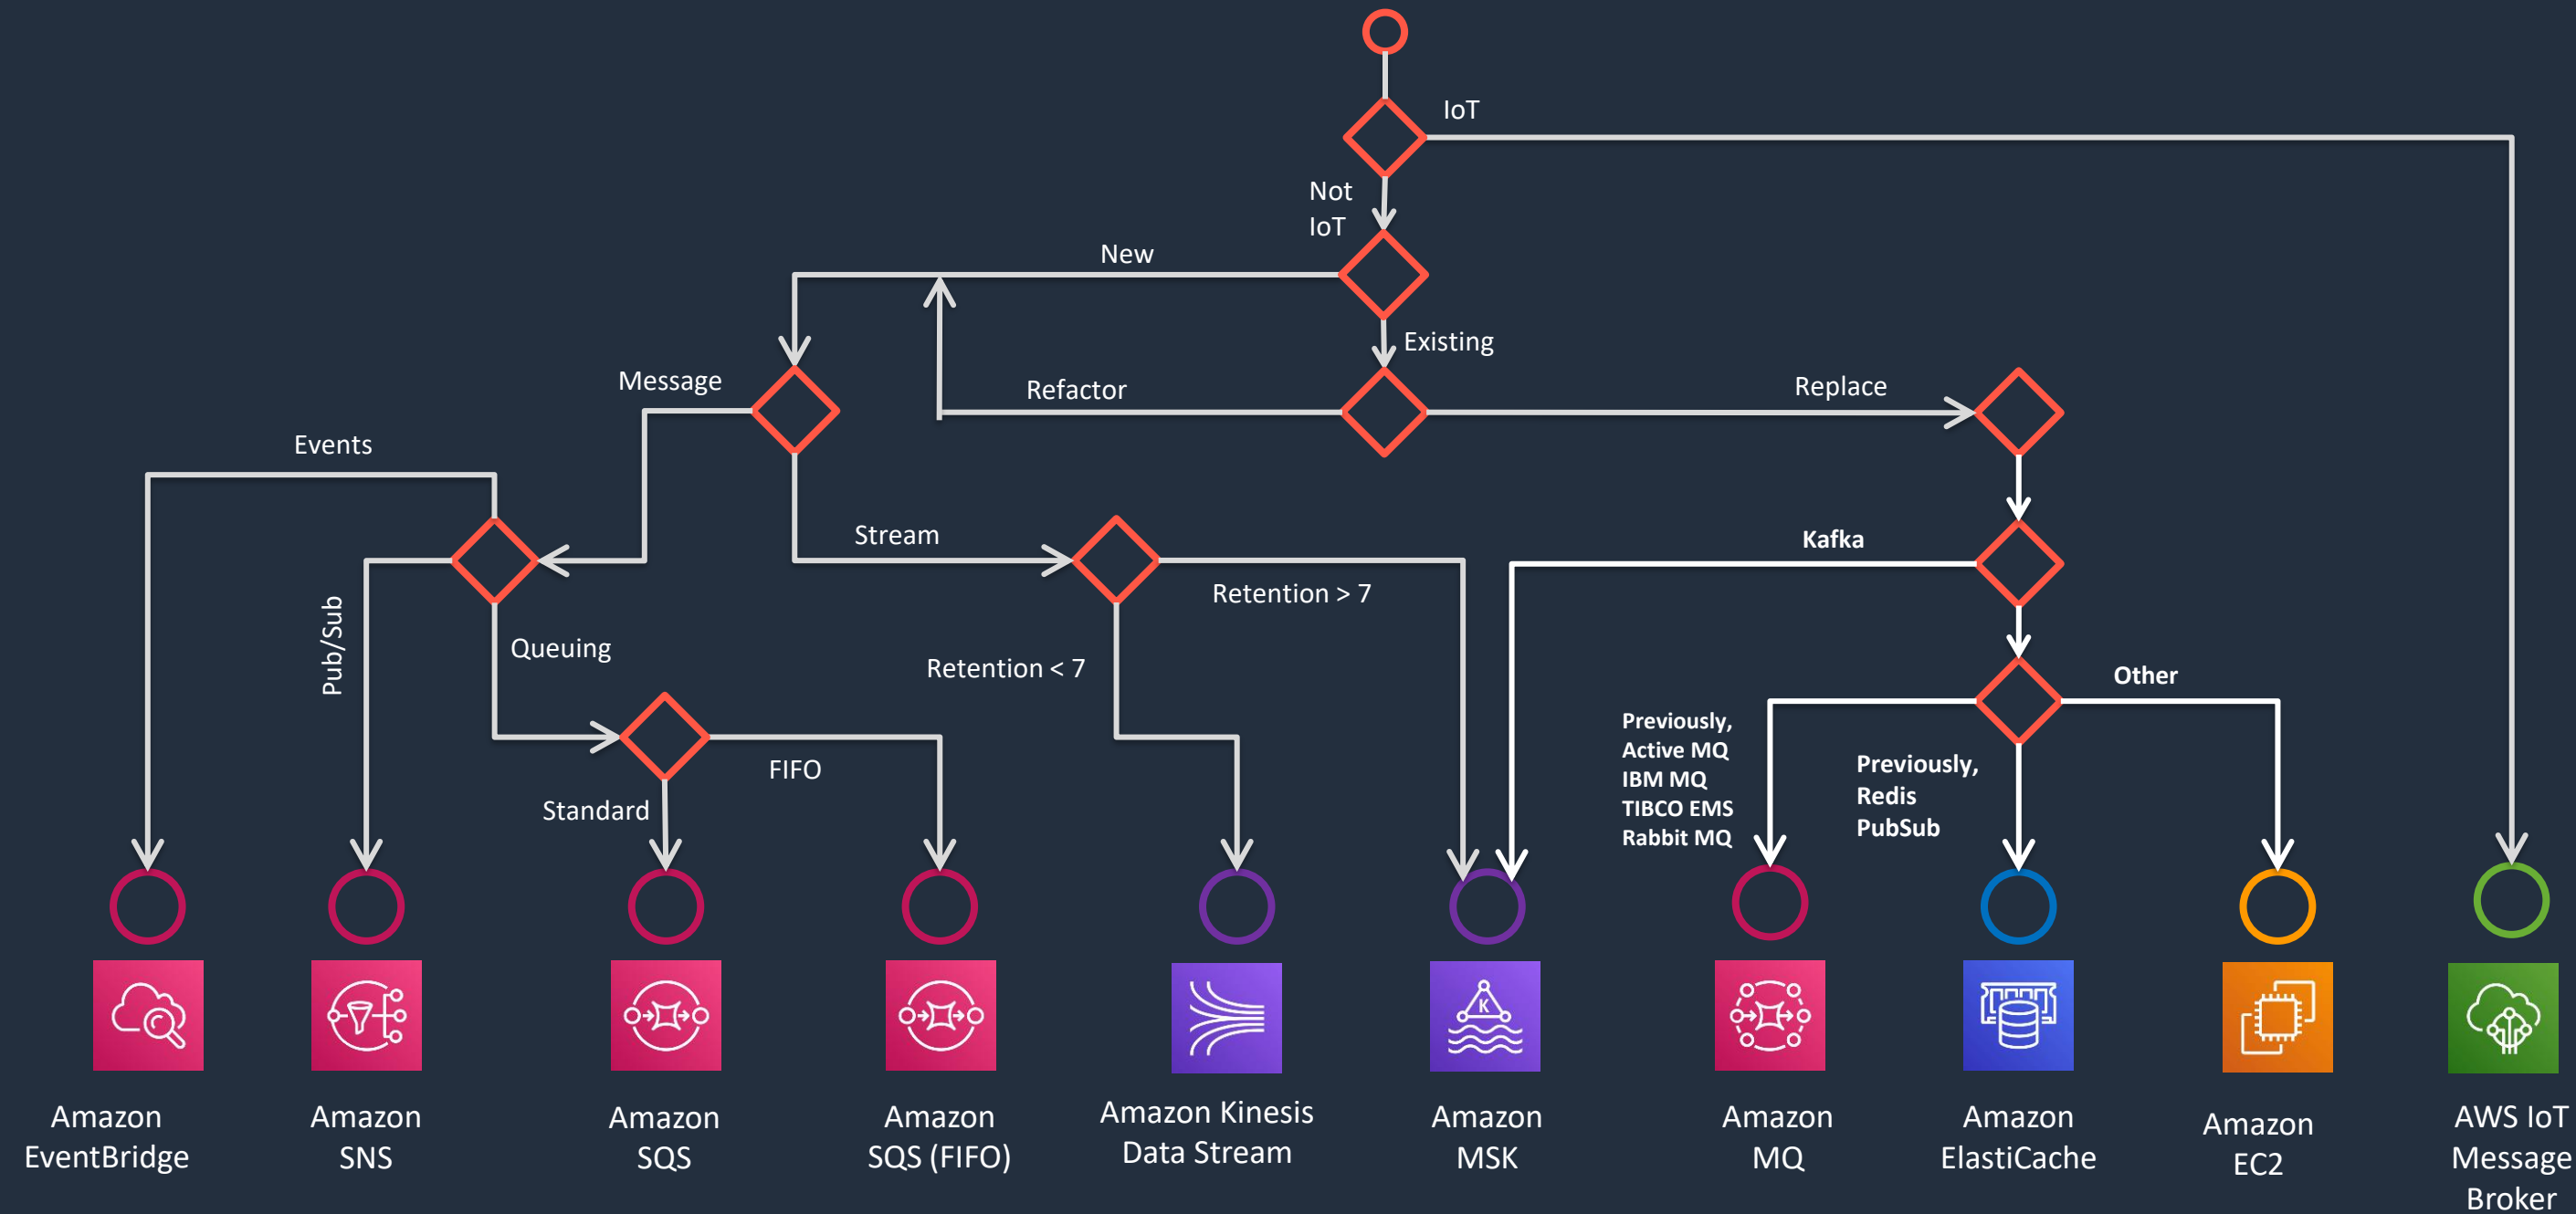 IoT
Not
IoT
New
Existing
Message
Refactor
Replace
Events
Stream
Kafka
Retention > 7
Pub/Sub
Queuing
Retention < 7
Other
Previously,
Active MQ
IBM MQ
TIBCO EMS
Rabbit MQ
Previously,
Redis
PubSub
FIFO
Standard
K
Amazon
EventBridge
Amazon
SNS
Amazon
SQS
Amazon
SQS (FIFO)
Amazon Kinesis
Data Stream
Amazon
MSK
Amazon
MQ
Amazon
ElastiCache
Amazon
EC2
AWS IoT
Message
Broker